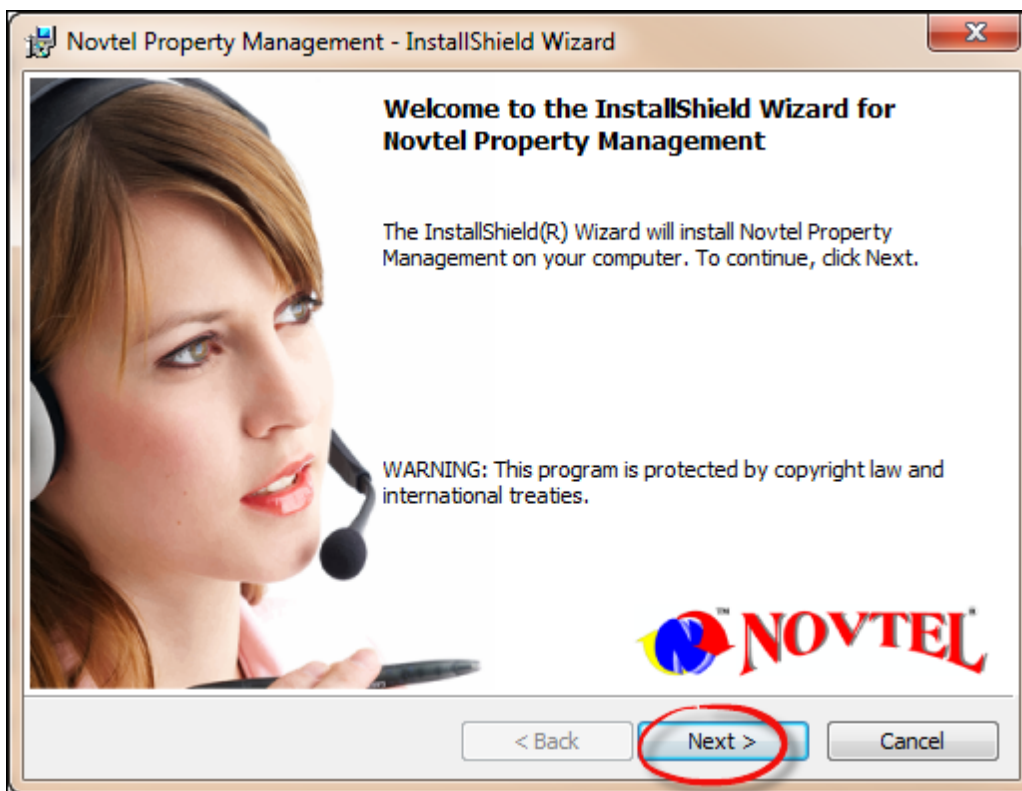 Novtel Property Management - InstallShield Wizard
Welcome to the InstallShield Wizard for
Novtel Property Management
The InstallShield(R) Wizard will install Novtel Property
Management on your computer. To continue, click Next.
WARNING: This program is protected by copyright law and
international treaties.
N ™ NOVTEL ®
< Back
Next >
Cancel